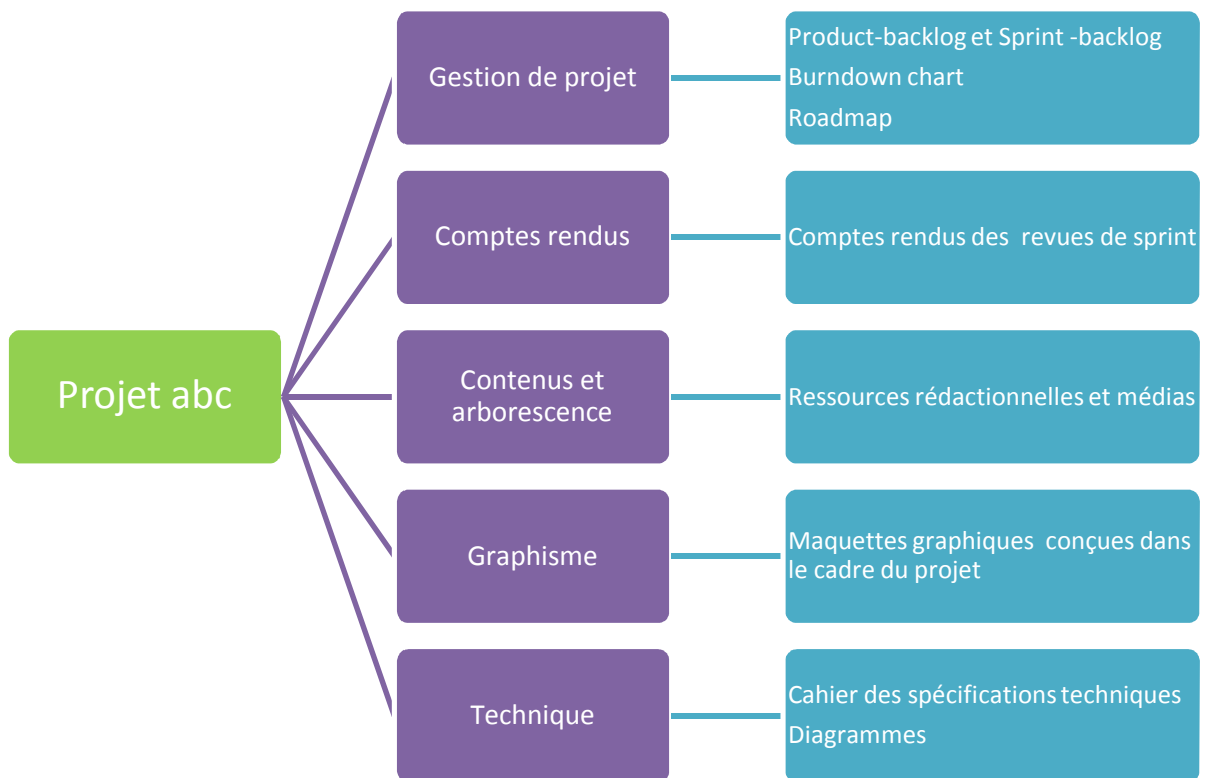 Projet abc
Gestion de projet
Product-backlog et Sprint -backlog
Burndown chart
Roadmap
Comptes rendus
Comptes rendus des  revues de sprint
Contenus et
arborescence
Ressources rédactionnelles et médias
Graphisme
Maquettes graphiques  conçues dans
le cadre du projet
Technique
Cahier des spécifications techniques
Diagrammes